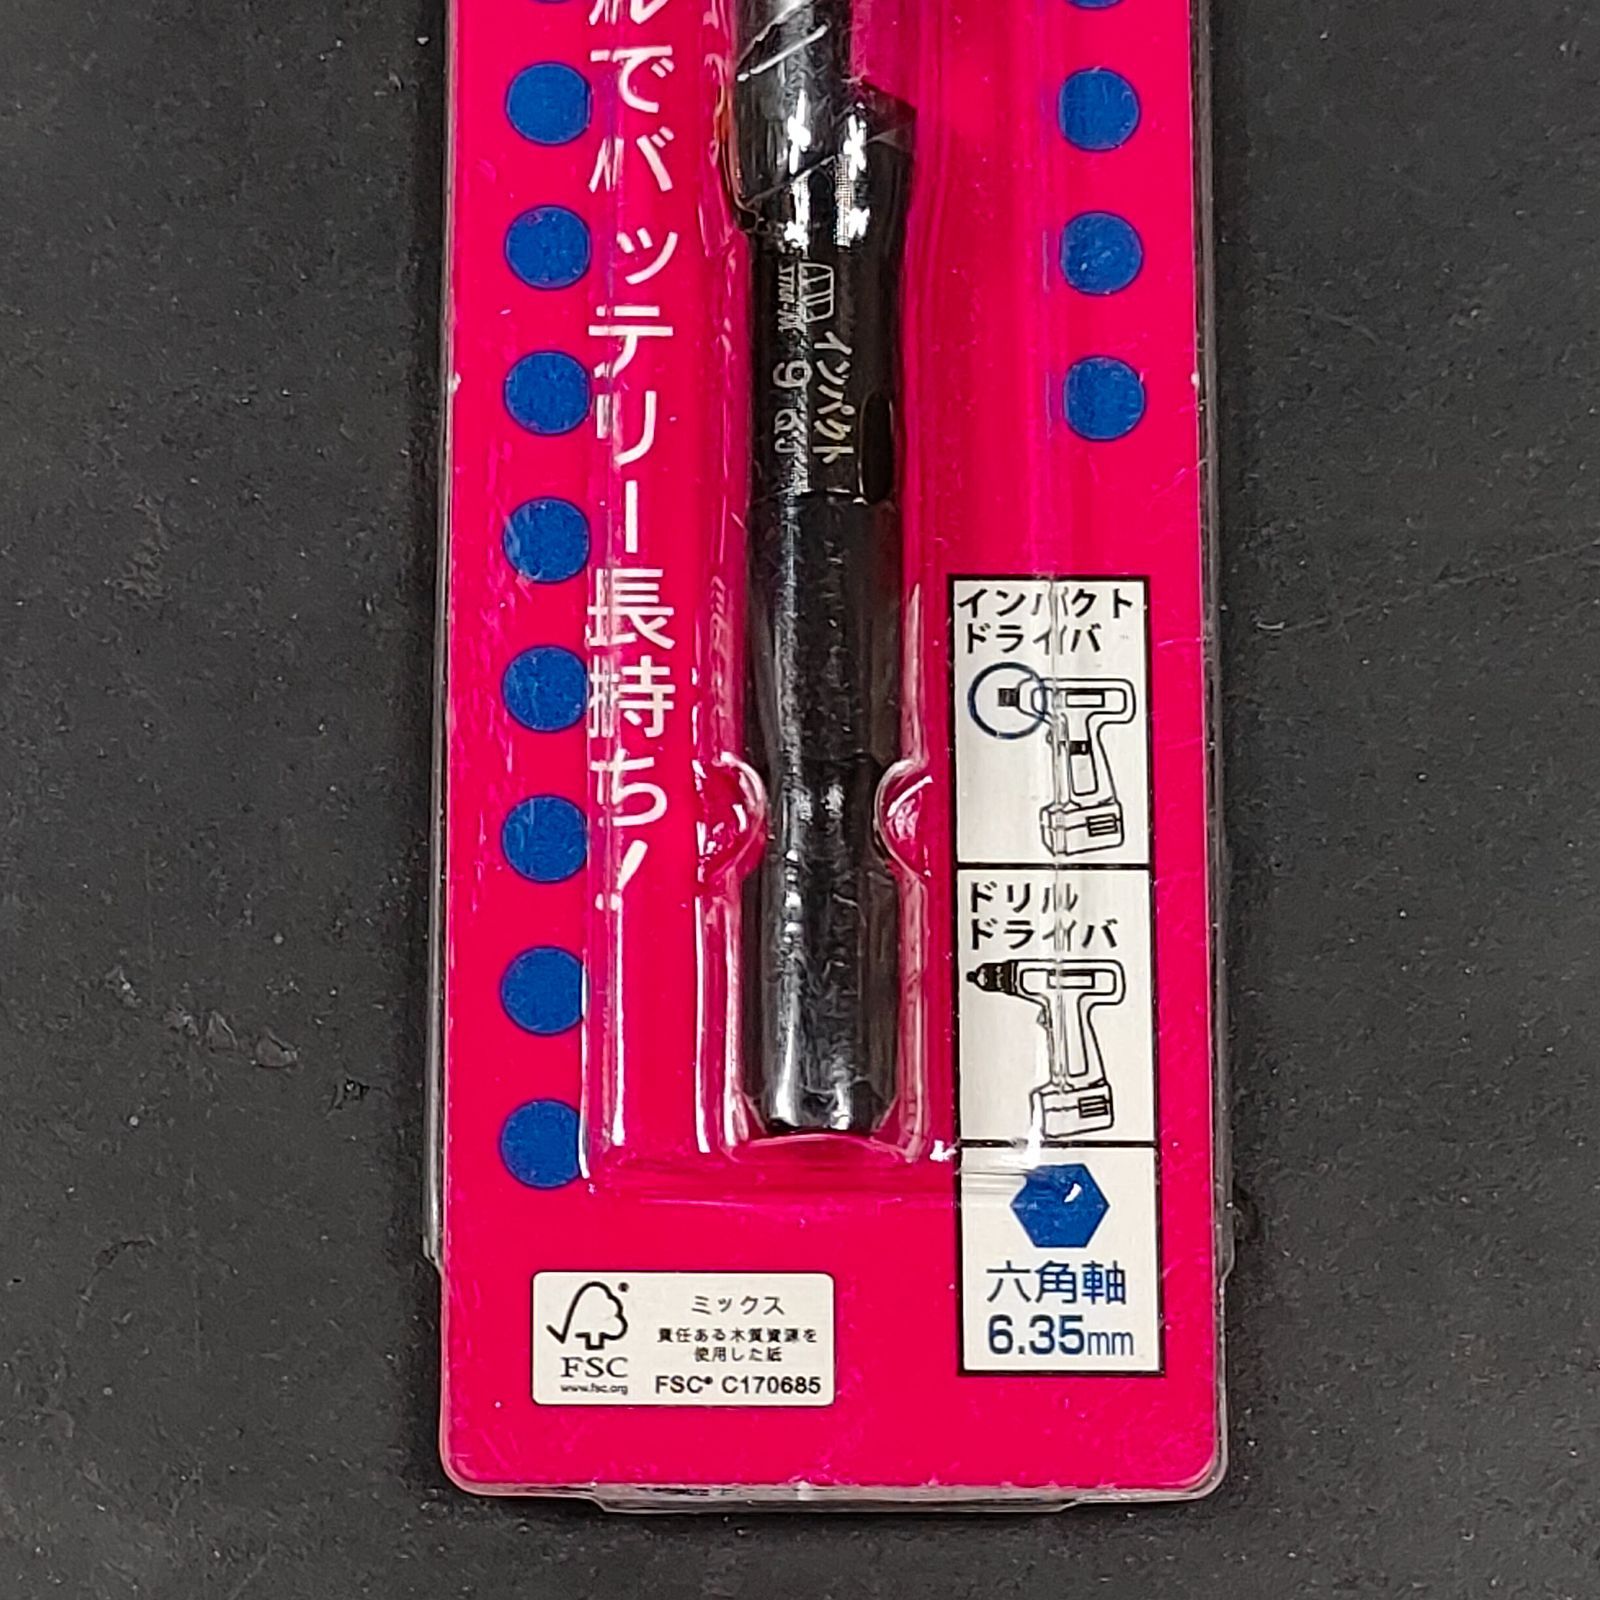 ルでバッテリー長持ち!
インパクト
インパクト
ドライバ
ドリル
ドライバ
六角軸
6.35mm
ミックス
責任ある木質資源を
使用した紙
FSC
www.fsc.org
FSC® C170685